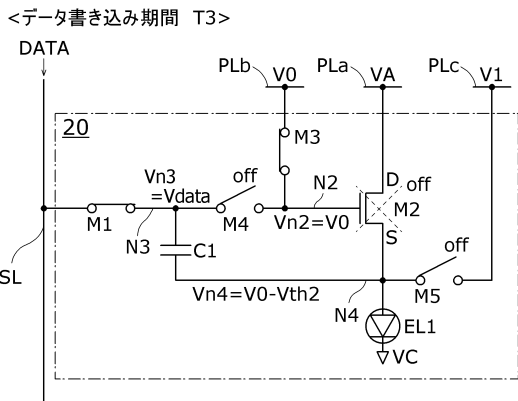 <データ書き込み期間 T3>
DATA
PLb
V0
PLa
VA
PLc
V1
20
M3
Vn3
=Vdata
off
N2
D
off
M2
M1
N3
M4
Vn2=V0
S
off
C1
SL
Vn4=V0-Vth2
N4
M5
EL1
VC